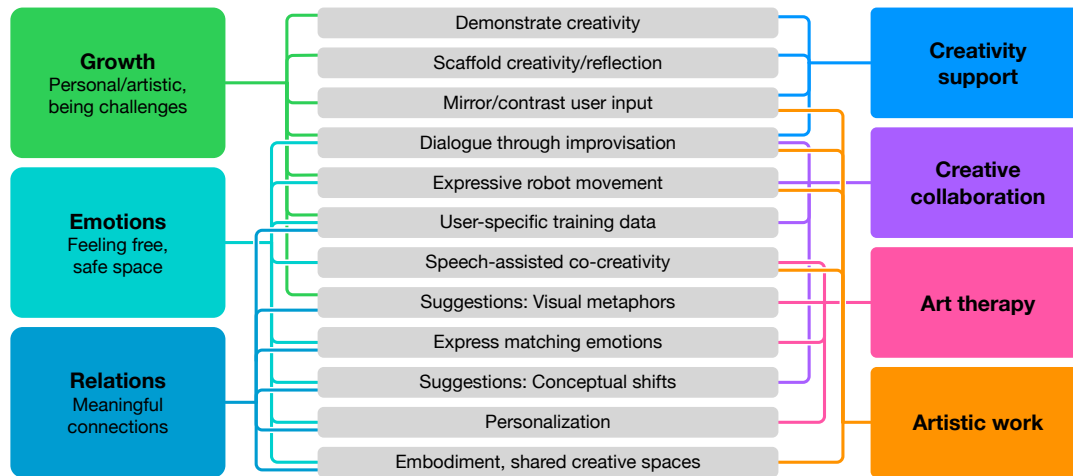 Growth
Personal/artistic,
being challenges
Emotions
Feeling free,
safe space
Relations
Meaningful
connections
Demonstrate creativity
Scaffold creativity/reflection
Mirror/contrast user input
Dialogue through improvisation
Expressive robot movement
User-specific training data
Speech-assisted co-creativity
Suggestions: Visual metaphors
Express matching emotions
Suggestions: Conceptual shifts
Personalization
Embodiment, shared creative spaces
Creativity
support
Creative
collaboration
Art therapy
Artistic work